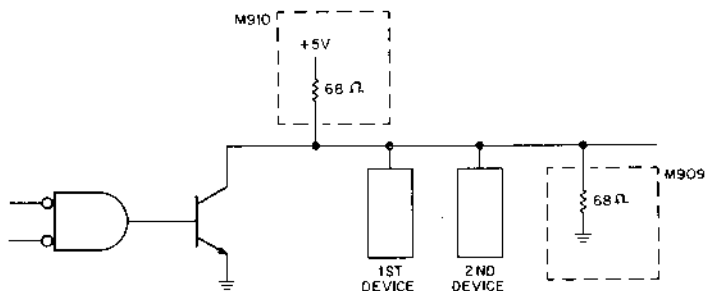 M910
+5V
68 Ω
M909
68 Ω
1ST
DEVICE
2ND
DEVICE